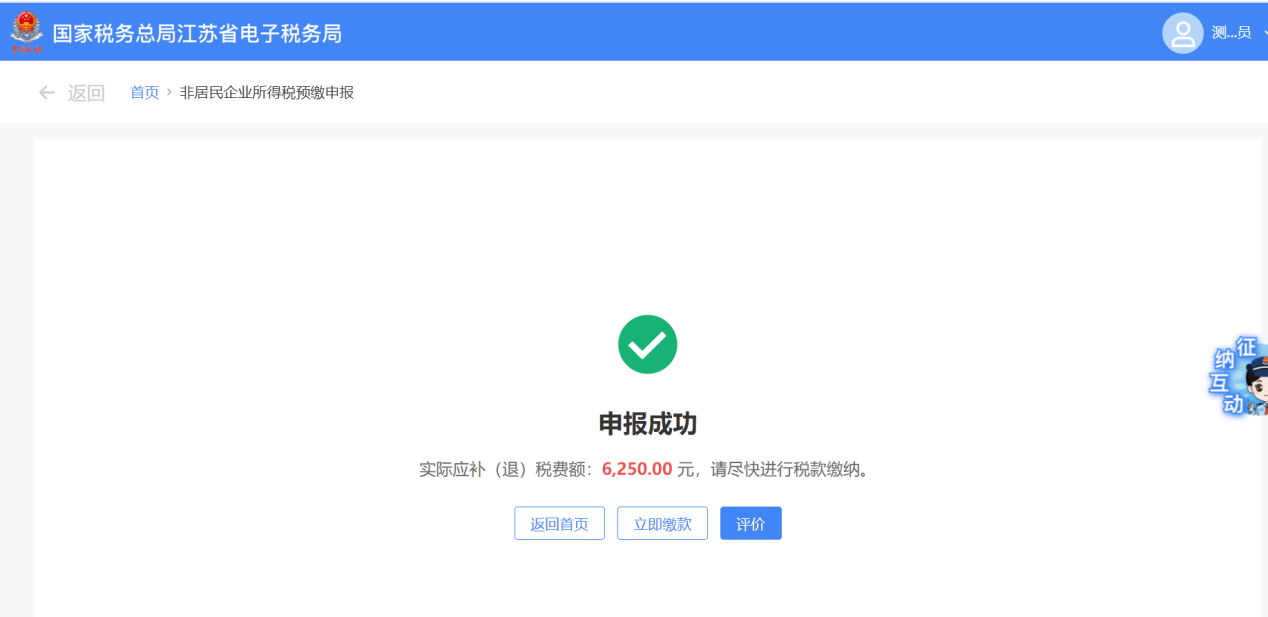 国家税务总局江苏省电子税务局
测...员
← 返回 首页 > 非居民企业所得税预缴申报
征纳互动
申报成功
实际应补（退）税费额：6,250.00 元，请尽快进行税款缴纳。
返回首页 立即缴款 评价